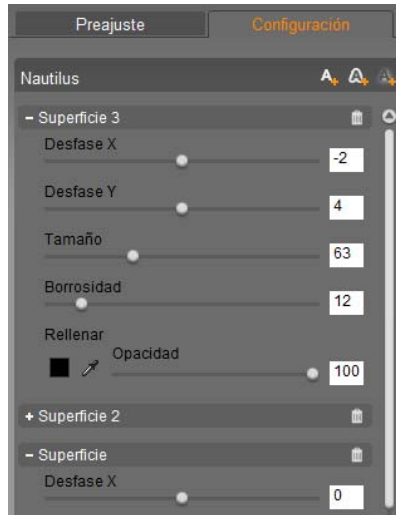 Preajuste Configuración
Nautilus A+ A+ A+
– Superficie 3
Desfase X
-2
Desfase Y
4
Tamaño
63
Borrosidad
12
Rellenar
Opacidad
100
+ Superficie 2
– Superficie
Desfase X
0